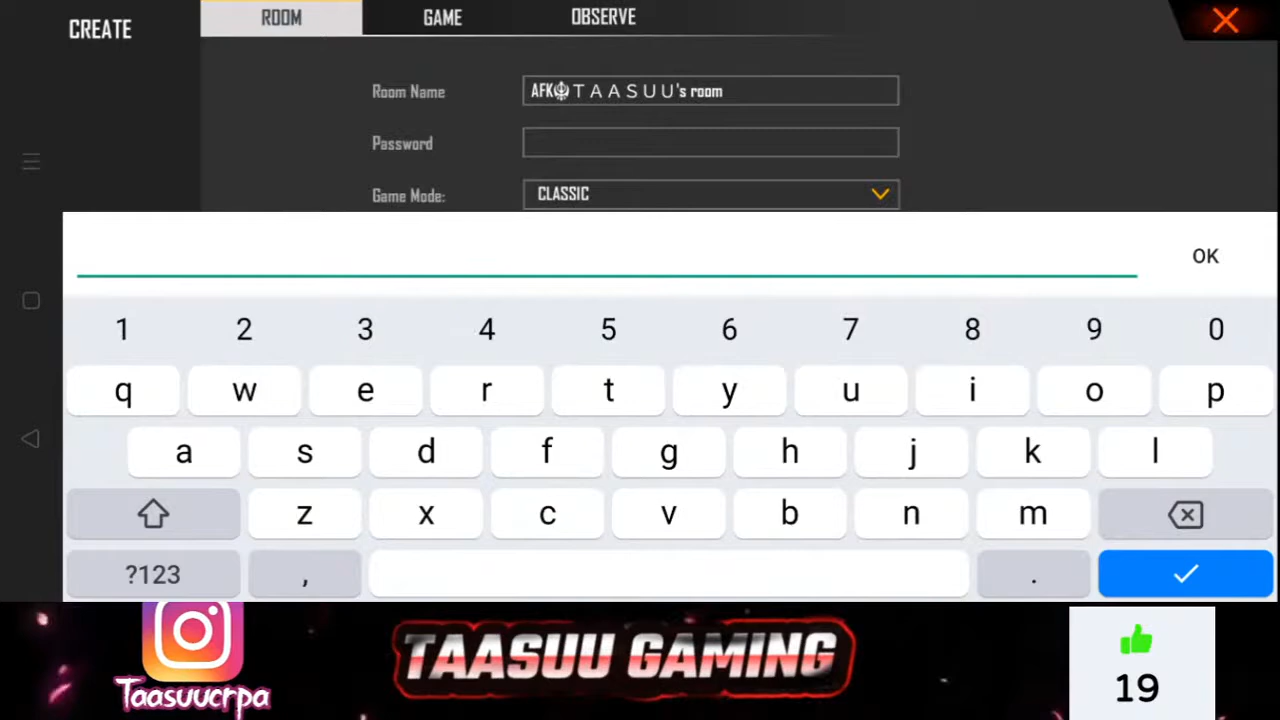 CREATE
ROOM
GAME
OBSERVE
Room Name
AFK☬T A A S U U's room
Password
Game Mode:
CLASSIC
OK
1 2 3 4 5 6 7 8 9 0
q w e r t y u i o p
a s d f g h j k l
z x c v b n m
?123 , .
Taasuucrpa
TAASUU GAMING
19